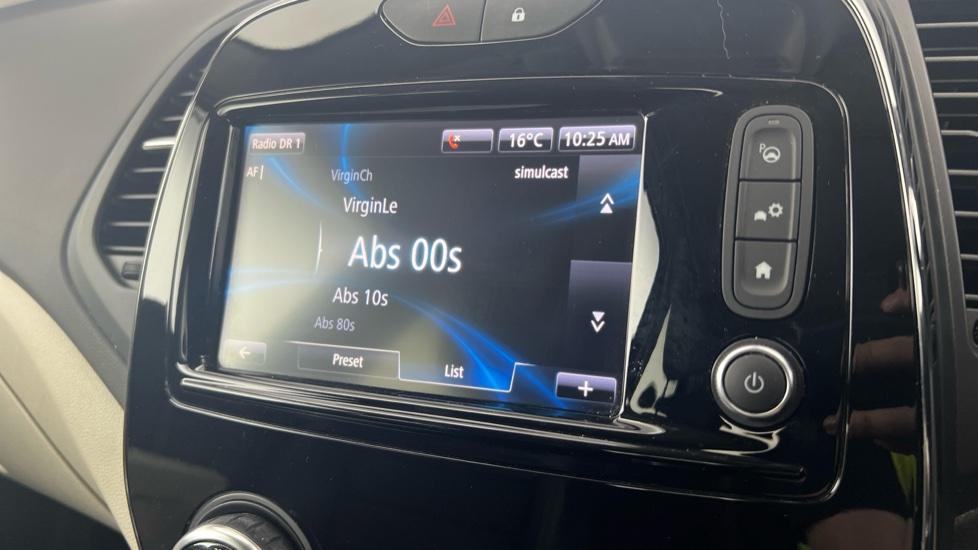 Radio DR 1
16°C
10:25 AM
AF
VirginCh
simulcast
VirginLe
Abs 00s
Abs 10s
Abs 80s
Preset
List
+
P